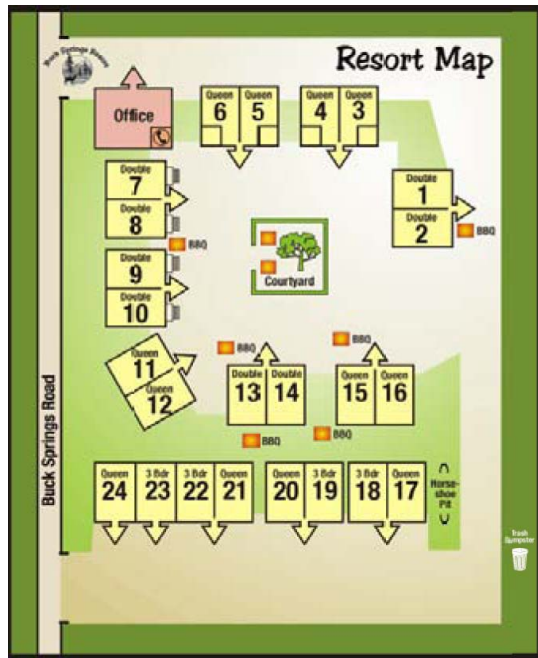 Buck Springs Resort
Resort Map
Office
Queen Queen
6 5
Queen Queen
4 3
Double
7
Double
8
BBQ
Double
9
Double
10
Double
1
Double
2
BBQ
Courtyard
Queen
11
Queen
12
BBQ
Double Double
13 14
BBQ
Queen Queen
15 16
BBQ
BBQ
Buck Springs Road
Queen 3 Bdr 3 Bdr Queen
24 23 22 21
Queen 3 Bdr
20 19
3 Bdr Queen
18 17
Horse-
shoe
Pit
Trash
Dumpster